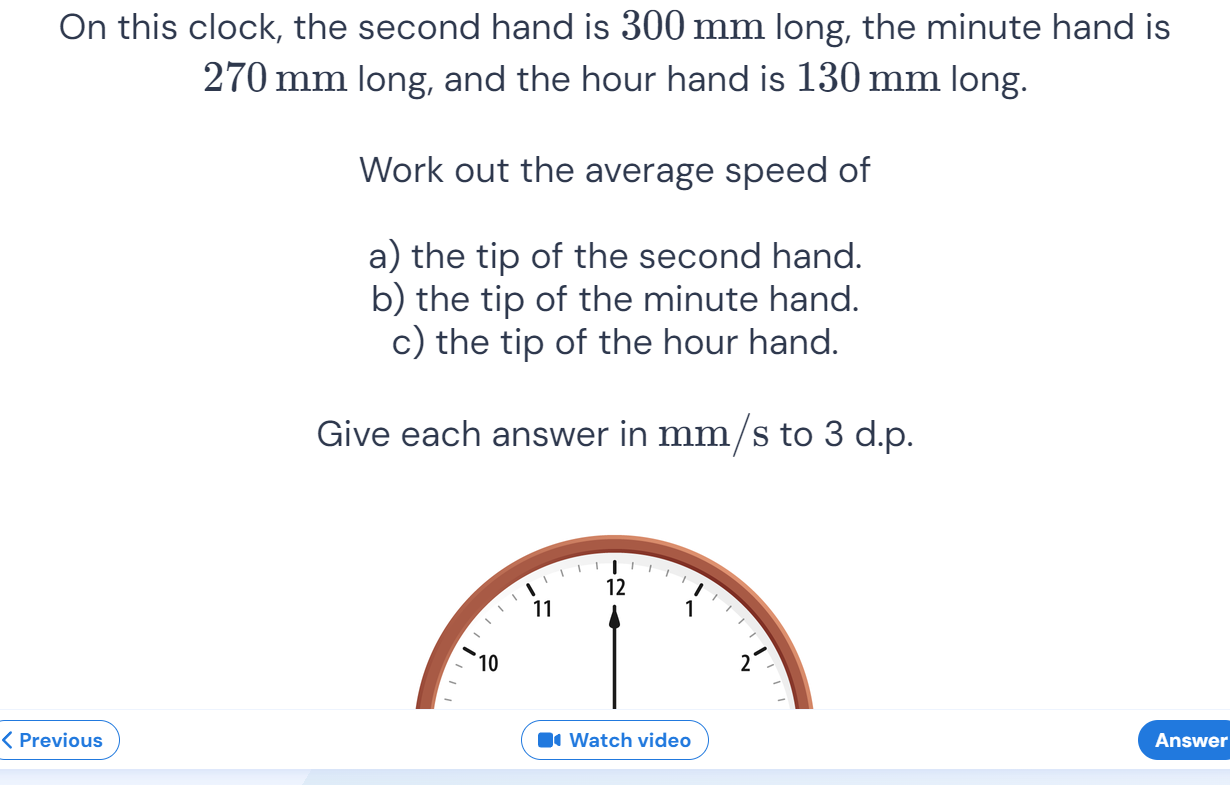 On this clock, the second hand is 300 mm long, the minute hand is
270 mm long, and the hour hand is 130 mm long.
Work out the average speed of
a) the tip of the second hand.
b) the tip of the minute hand.
c) the tip of the hour hand.
Give each answer in mm/s to 3 d.p.
12
11
1
10
2
Previous
Watch video
Answer